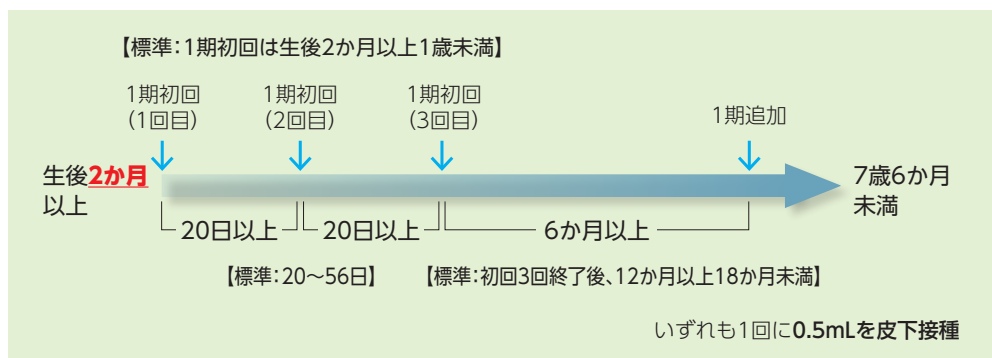 【標準：1期初回は生後2か月以上1歳未満】
1期初回
（1回目）
1期初回
（2回目）
1期初回
（3回目）
1期追加
生後2か月
以上
7歳6か月
未満
20日以上
20日以上
6か月以上
【標準：20〜56日】
【標準：初回3回終了後、12か月以上18か月未満】
いずれも1回に0.5mLを皮下接種